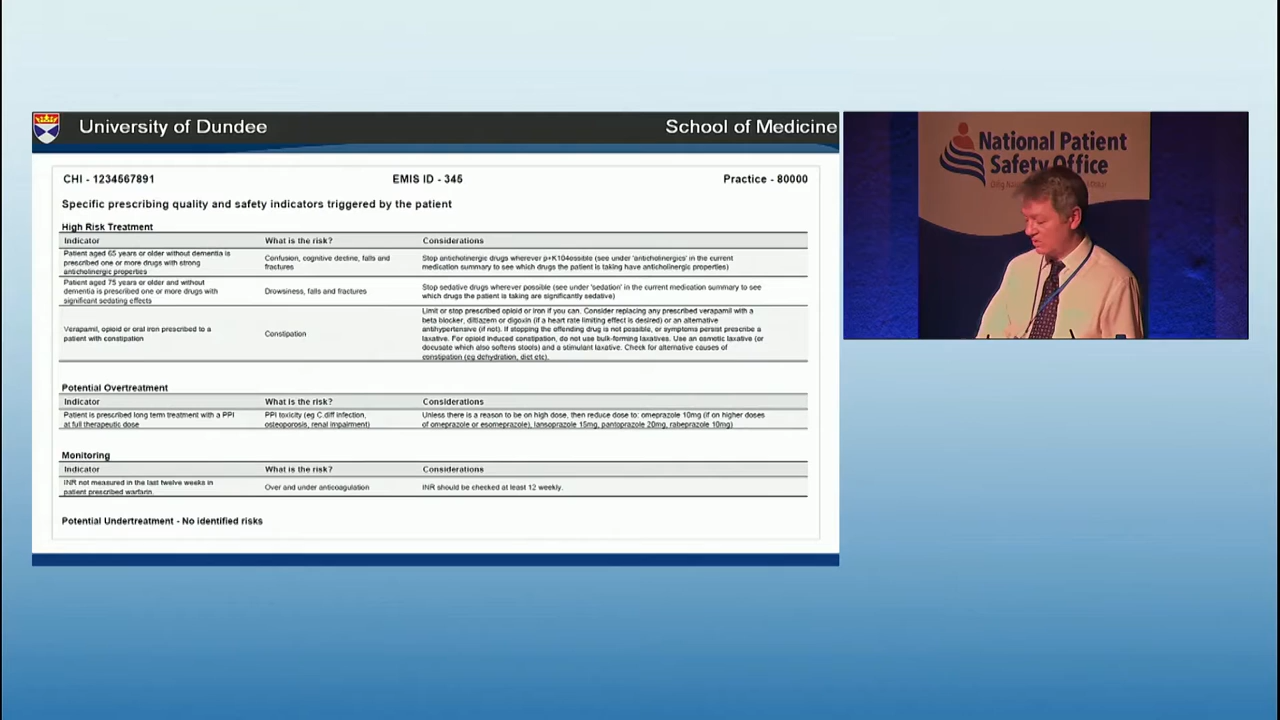 University of Dundee
School of Medicine
CHI - 1234567891
EMIS ID - 345
Practice - 80000
Specific prescribing quality and safety indicators triggered by the patient
High Risk Treatment
Indicator
What is the risk?
Considerations
Patient aged 65 years or older without dementia is
prescribed one or more drugs with strong
anticholinergic properties
Confusion, cognitive decline, falls and
fractures
Stop anticholinergic drugs wherever p+K104ossible (see under 'anticholinergics' in the current
medication summary to see which drugs the patient is taking have anticholinergic properties)
Patient aged 75 years or older and without
dementia is prescribed one or more drugs with
significant sedating effects
Drowsiness, falls and fractures
Stop sedative drugs wherever possible (see under 'sedation' in the current medication summary to see
which drugs the patient is taking are significantly sedative)
Verapamil, opioid or oral iron prescribed to a
patient with constipation
Constipation
Limit or stop prescribed opioid or iron if you can. Consider replacing any prescribed verapamil with a
beta blocker, diltiazem or digoxin (if a heart rate limiting effect is desired) or an alternative
antihypertensive (if not). If stopping the offending drug is not possible, or symptoms persist prescribe a
laxative. For opioid induced constipation, do not use bulk-forming laxatives. Use an osmotic laxative (or
docusate which also softens stools) and a stimulant laxative. Check for alternative causes of
constipation (eg dehydration, diet etc).
Potential Overtreatment
Indicator
What is the risk?
Considerations
Patient is prescribed long term treatment with a PPI
at full therapeutic dose
PPI toxicity (eg C.diff infection,
osteoporosis, renal impairment)
Unless there is a reason to be on high dose, then reduce dose to: omeprazole 10mg (if on higher doses
of omeprazole or esomeprazole), lansoprazole 15mg, pantoprazole 20mg, rabeprazole 10mg)
Monitoring
Indicator
What is the risk?
Considerations
INR not measured in the last twelve weeks in
patient prescribed warfarin.
Over and under anticoagulation
INR should be checked at least 12 weekly.
Potential Undertreatment - No identified risks
National Patient
Safety Office